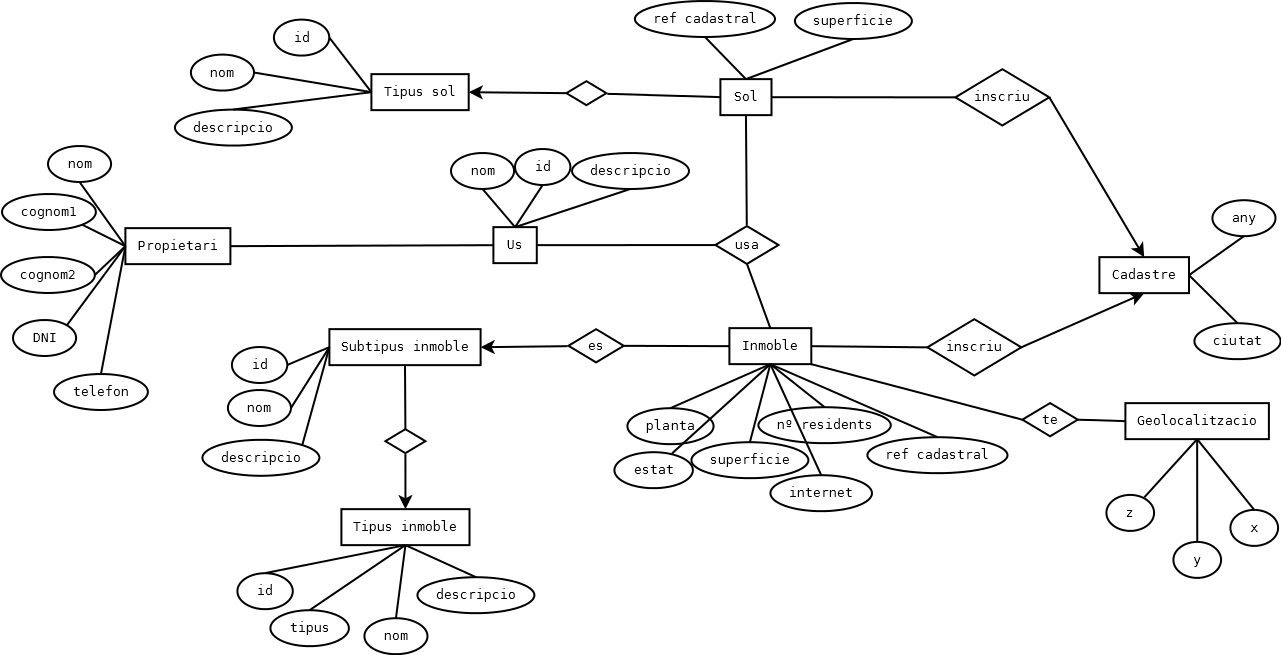 ref cadastral
superficie
id
nom
Tipus sol
Sol
inscriu
descripcio
nom
nom
id
descripcio
cognom1
any
Propietari
Us
usa
cognom2
Cadastre
DNI
Subtipus inmoble
es
Inmoble
inscriu
ciutat
id
telefon
nom
planta
nº residents
te
Geolocalitzacio
descripcio
estat
superficie
ref cadastral
internet
z
x
Tipus inmoble
y
id
descripcio
tipus
nom